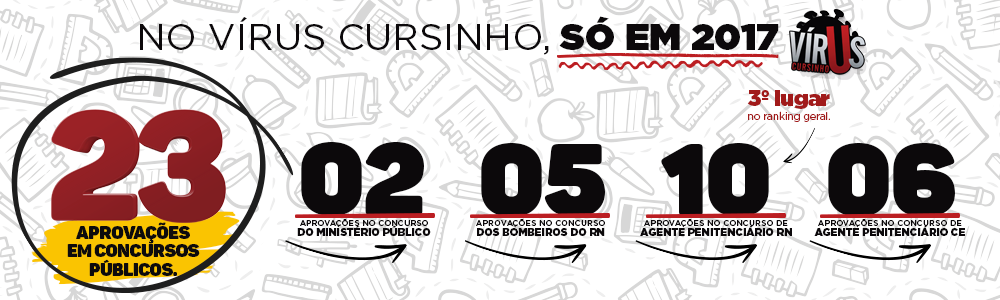 NO VÍRUS CURSINHO, SÓ EM 2017
VÍRUS
CURSINHO
3º lugar
no ranking geral.
23
APROVAÇÕES
EM CONCURSOS
PÚBLICOS.
02
APROVAÇÕES NO CONCURSO
DO MINISTÉRIO PÚBLICO
05
APROVAÇÕES NO CONCURSO
DOS BOMBEIROS DO RN
10
APROVAÇÕES NO CONCURSO DE
AGENTE PENITENCIÁRIO RN
06
APROVAÇÕES NO CONCURSO DE
AGENTE PENITENCIÁRIO CE